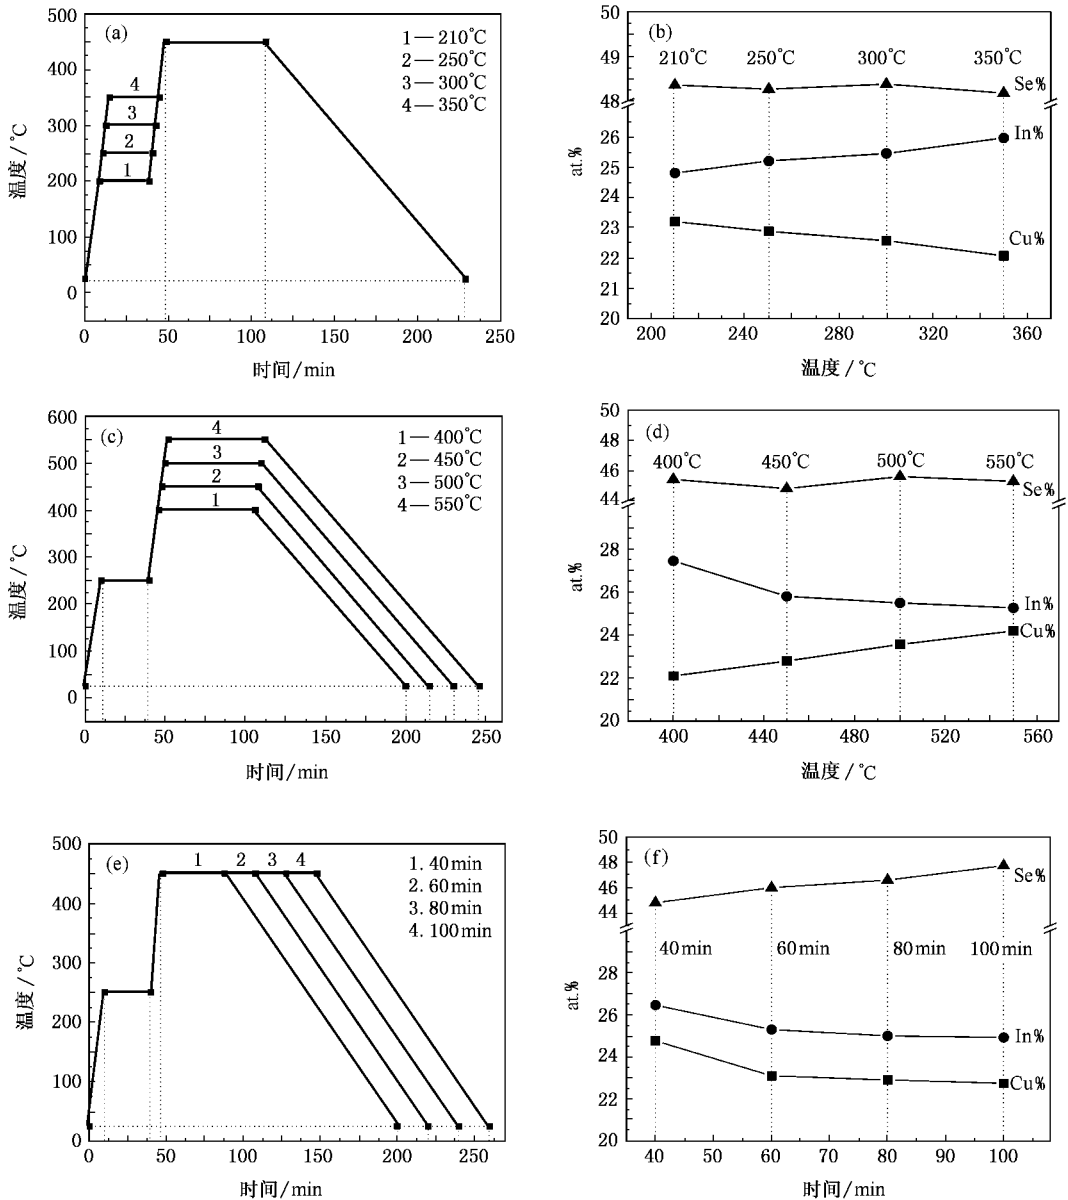 (a)
1—210℃
2—250℃
3—300℃
4—350℃
500
400
300
200
100
0
4
3
2
1
温度/℃
0 50 100 150 200 250
时间/min
(b)
210℃ 250℃ 300℃ 350℃
Se%
In%
Cu%
50
49
48
26
25
24
23
22
21
20
at.%
200 240 280 320 360
温度/℃
(c)
1—400℃
2—450℃
3—500℃
4—550℃
600
500
400
300
200
100
0
4
3
2
1
温度/℃
0 50 100 150 200 250
时间/min
(d)
400℃ 450℃ 500℃ 550℃
Se%
In%
Cu%
50
48
46
44
28
26
24
22
20
at.%
400 440 480 520 560
温度/℃
(e)
1 2 3 4
1. 40min
2. 60min
3. 80min
4. 100min
500
400
300
200
100
0
温度/℃
0 50 100 150 200 250
时间/min
(f)
Se%
40min 60min 80min 100min
In%
Cu%
50
48
46
44
28
26
24
22
20
at.%
40 50 60 70 80 90 100
时间/min